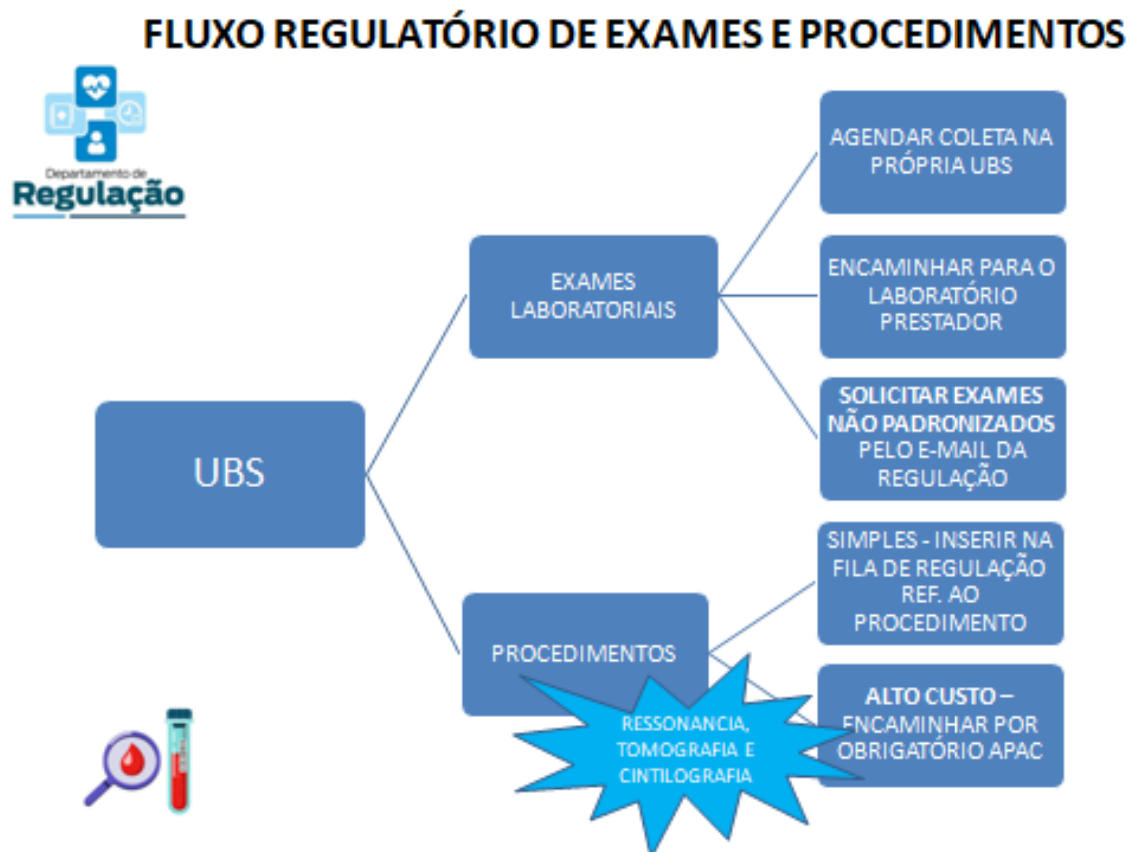 FLUXO REGULATÓRIO DE EXAMES E PROCEDIMENTOS
Departamento de
Regulação
AGENDAR COLETA NA
PRÓPRIA UBS
EXAMES
LABORATORIAIS
ENCAMINHAR PARA O
LABORATÓRIO
PRESTADOR
SOLICITAR EXAMES
NÃO PADRONIZADOS
PELO E-MAIL DA
REGULAÇÃO
UBS
SIMPLES - INSERIR NA
FILA DE REGULAÇÃO
REF. AO
PROCEDIMENTO
PROCEDIMENTOS
ALTO CUSTO –
ENCAMINHAR POR
OBRIGATÓRIO APAC
RESSONANCIA,
TOMOGRAFIA E
CINTILOGRAFIA